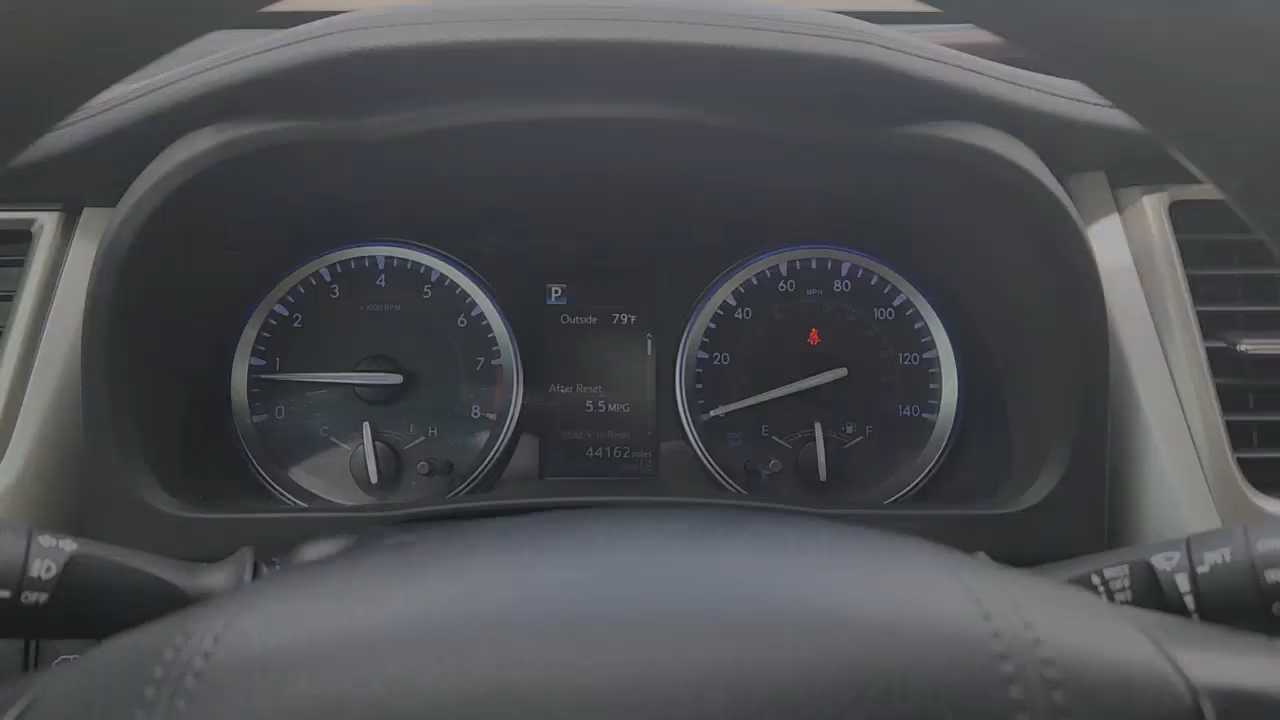 0
1
2
3
4
5
6
7
8
x1000 RPM
C H
P
Outside 79°F
After Reset
5.5 MPG
44162 miles
20
40
60
MPH
80
100
120
140
E F
OFF